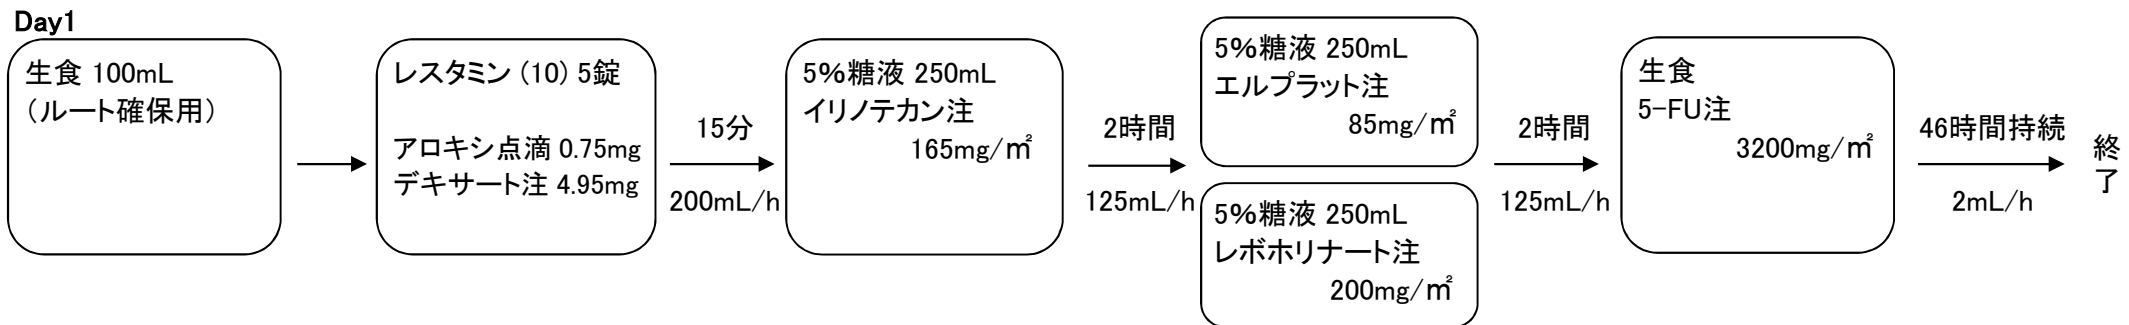 Day1
生食 100mL
（ルート確保用）
レスタミン（10）5錠
アロキシ点滴 0.75mg
デキサート注 4.95mg
15分
200mL/h
5%糖液 250mL
イリノテカン注
165mg/㎡
2時間
125mL/h
5%糖液 250mL
エルプラット注
85mg/㎡
5%糖液 250mL
レボホリナート注
200mg/㎡
2時間
125mL/h
生食
5-FU注
3200mg/㎡
46時間持続
2mL/h
終了